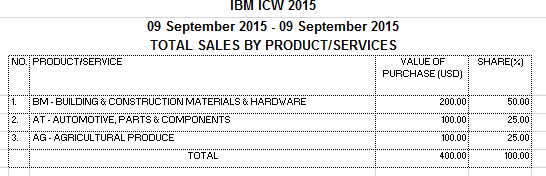 IBM ICW 2015
09 September 2015 - 09 September 2015
TOTAL SALES BY PRODUCT/SERVICES
NO. PRODUCT/SERVICE VALUE OF PURCHASE (USD) SHARE(%)
1. BM - BUILDING & CONSTRUCTION MATERIALS & HARDWARE 200.00 50.00
2. AT - AUTOMOTIVE, PARTS & COMPONENTS 100.00 25.00
3. AG - AGRICULTURAL PRODUCE 100.00 25.00
TOTAL 400.00 100.00